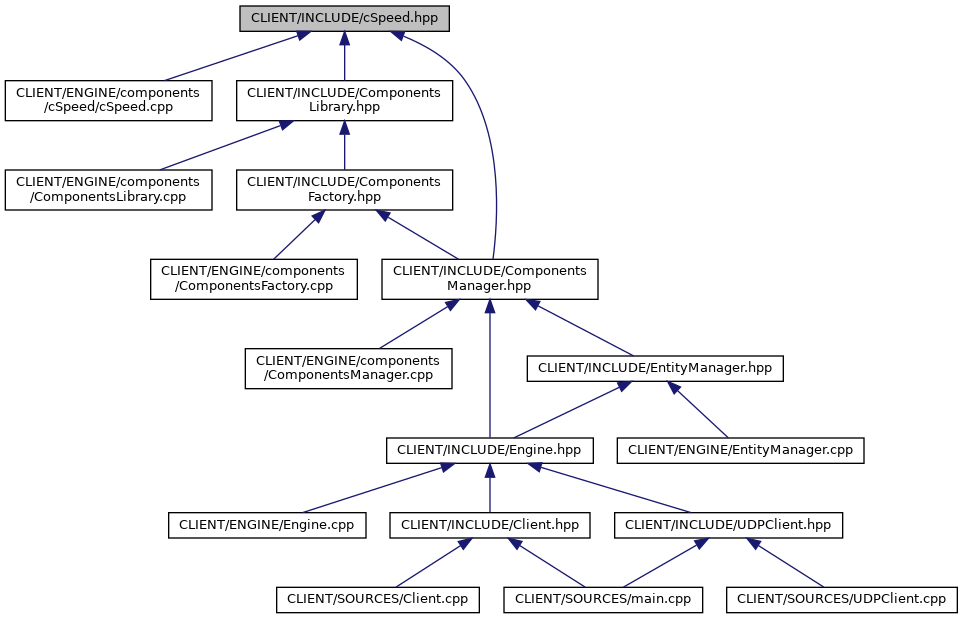 CLIENT/INCLUDE/cSpeed.hpp
CLIENT/ENGINE/components
/cSpeed/cSpeed.cpp
CLIENT/INCLUDE/Components
Library.hpp
CLIENT/ENGINE/components
/ComponentsLibrary.cpp
CLIENT/INCLUDE/Components
Factory.hpp
CLIENT/ENGINE/components
/ComponentsFactory.cpp
CLIENT/INCLUDE/Components
Manager.hpp
CLIENT/ENGINE/components
/ComponentsManager.cpp
CLIENT/INCLUDE/EntityManager.hpp
CLIENT/INCLUDE/Engine.hpp
CLIENT/ENGINE/EntityManager.cpp
CLIENT/ENGINE/Engine.cpp
CLIENT/INCLUDE/Client.hpp
CLIENT/INCLUDE/UDPClient.hpp
CLIENT/SOURCES/Client.cpp
CLIENT/SOURCES/main.cpp
CLIENT/SOURCES/UDPClient.cpp